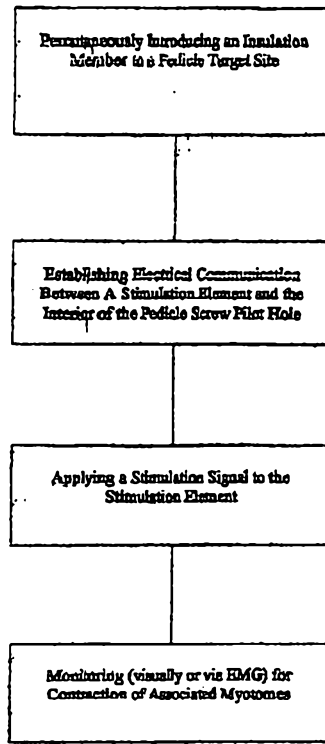 Percutaneously Introducing an Insulation
Member to a Pedicle Target Site
Establishing Electrical Communication
Between A Stimulation Element and the
Interior of the Pedicle Screw Pilot Hole
Applying a Stimulation Signal to the
Stimulation Element
Monitoring (visually or via EMG) for
Contraction of Associated Myotomes